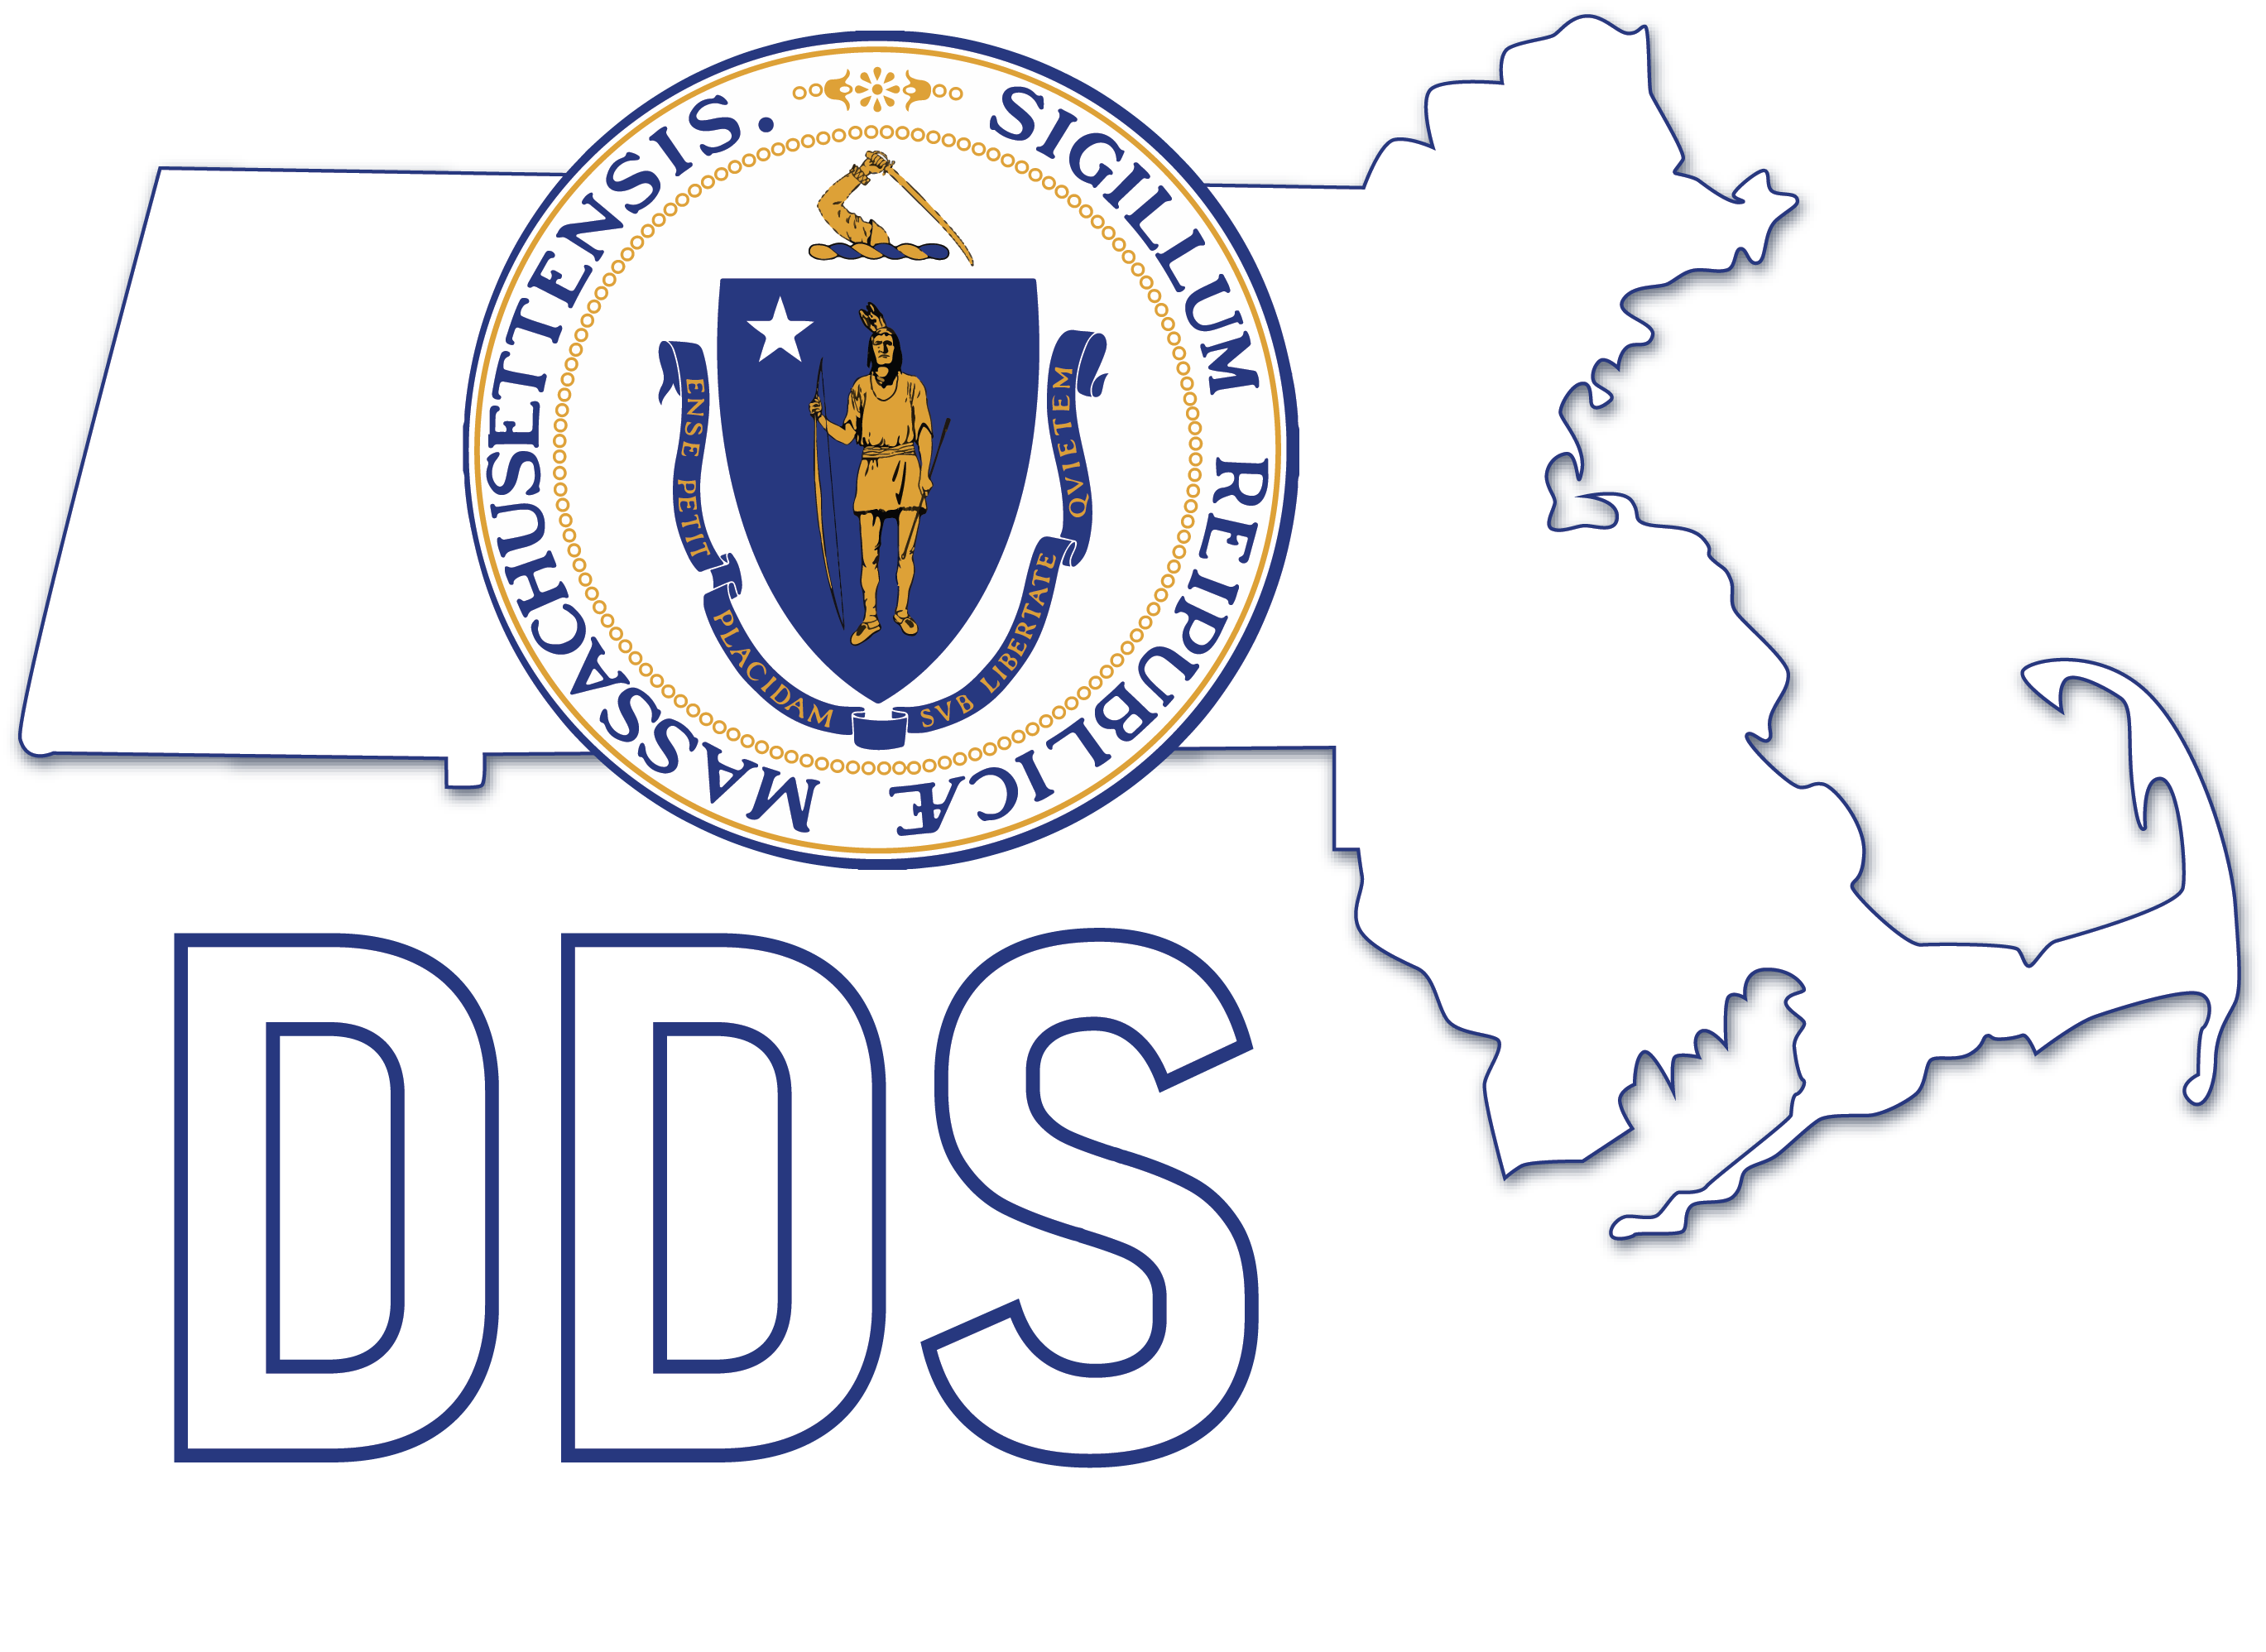 SIGILLUM REIPUBLICÆ MASSACHUSETTENSIS.
ENSE PETIT PLACIDAM SVB LIBERTATE QVIETEM
DDS